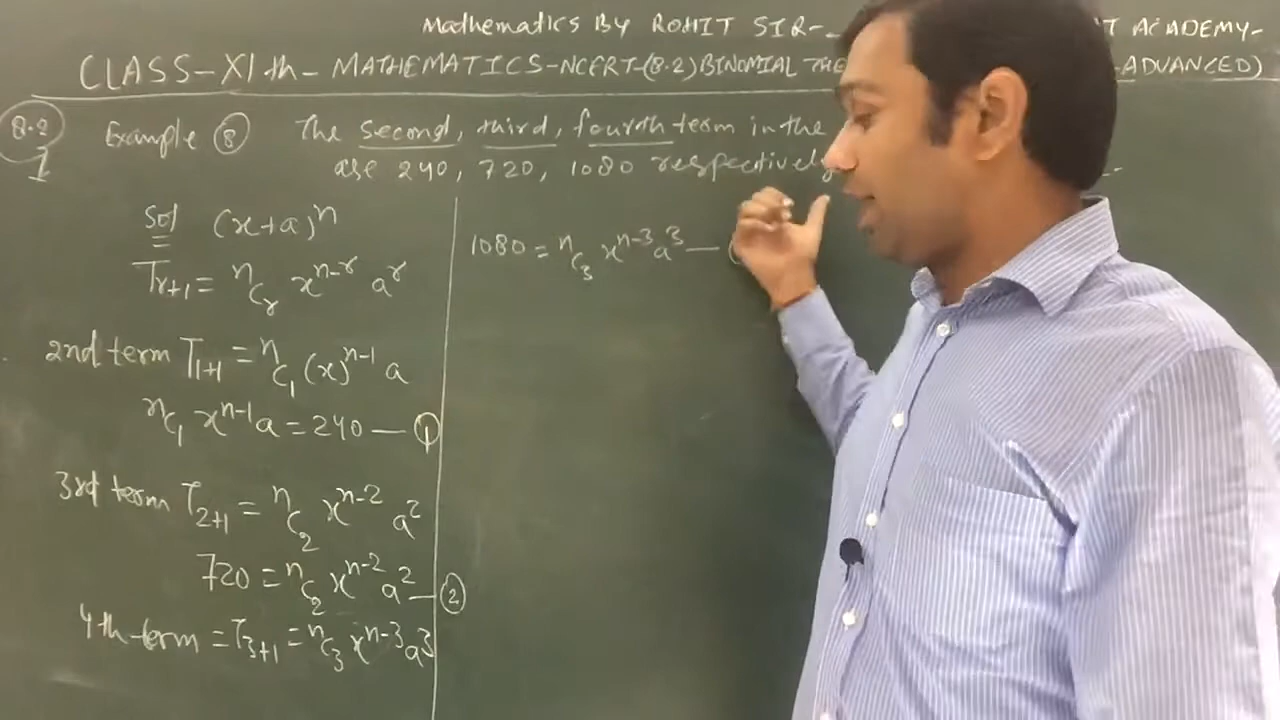 Mathematics By ROHIT SIR- ACADEMY-
CLASS-XIth- MATHEMATICS-NCERT-(8.2) BINOMIAL THE -ADVANCED)
8.2
1
Example 8 The second, third, fourth term in the
are 240, 720, 1080 respectively
Sol (x+a)^n
T_{r+1} = ^nC_r x^{n-r} a^r
2nd term T_{1+1} = ^nC_1 (x)^{n-1} a
^nC_1 x^{n-1} a = 240 — ①
3rd term T_{2+1} = ^nC_2 x^{n-2} a^2
720 = ^nC_2 x^{n-2} a^2 — ②
4th term = T_{3+1} = ^nC_3 x^{n-3} a^3
1080 = ^nC_3 x^{n-3} a^3 —